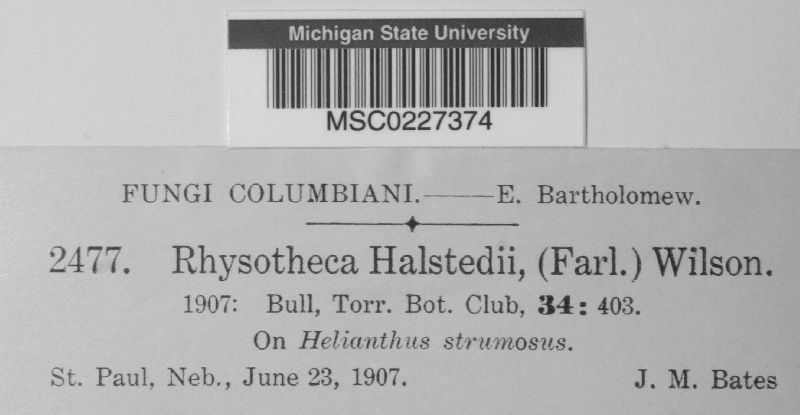 Michigan State University
MSC0227374
FUNGI COLUMBIANI.——E. Bartholomew.
2477. Rhysotheca Halstedii, (Farl.) Wilson.
1907: Bull, Torr. Bot. Club, 34: 403.
On Helianthus strumosus.
St. Paul, Neb., June 23, 1907. J. M. Bates